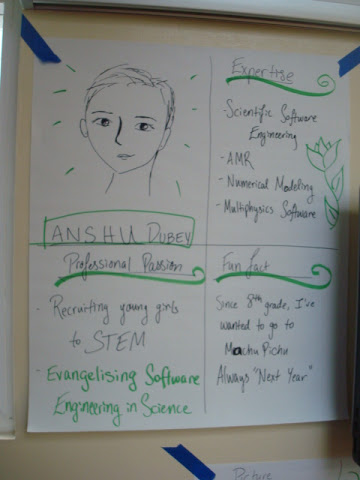 Expertise
- Scientific Software
Engineering
- AMR
- Numerical Modeling
- Multiphysics Software
ANSHU DUBEY
Professional Passion
- Recruiting young girls
to STEM
- Evangelising Software
Engineering in Science
Fun fact
Since 8th grade, I've
wanted to go to
Machu Pichu
Always "Next Year"
Picture